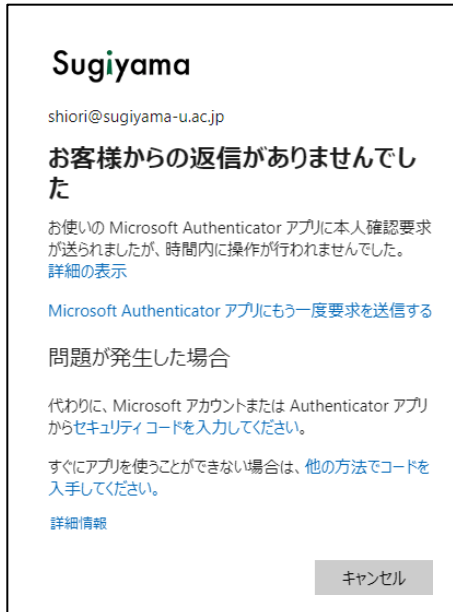 Sugiyama
shiori@sugiyama-u.ac.jp
お客様からの返信がありませんでし
た
お使いの Microsoft Authenticator アプリに本人確認要求
が送られましたが、時間内に操作が行われませんでした。
詳細の表示
Microsoft Authenticator アプリにもう一度要求を送信する
問題が発生した場合
代わりに、Microsoft アカウントまたは Authenticator アプリ
からセキュリティ コードを入力してください。
すぐにアプリを使うことができない場合は、他の方法でコードを
入手してください。
詳細情報
キャンセル